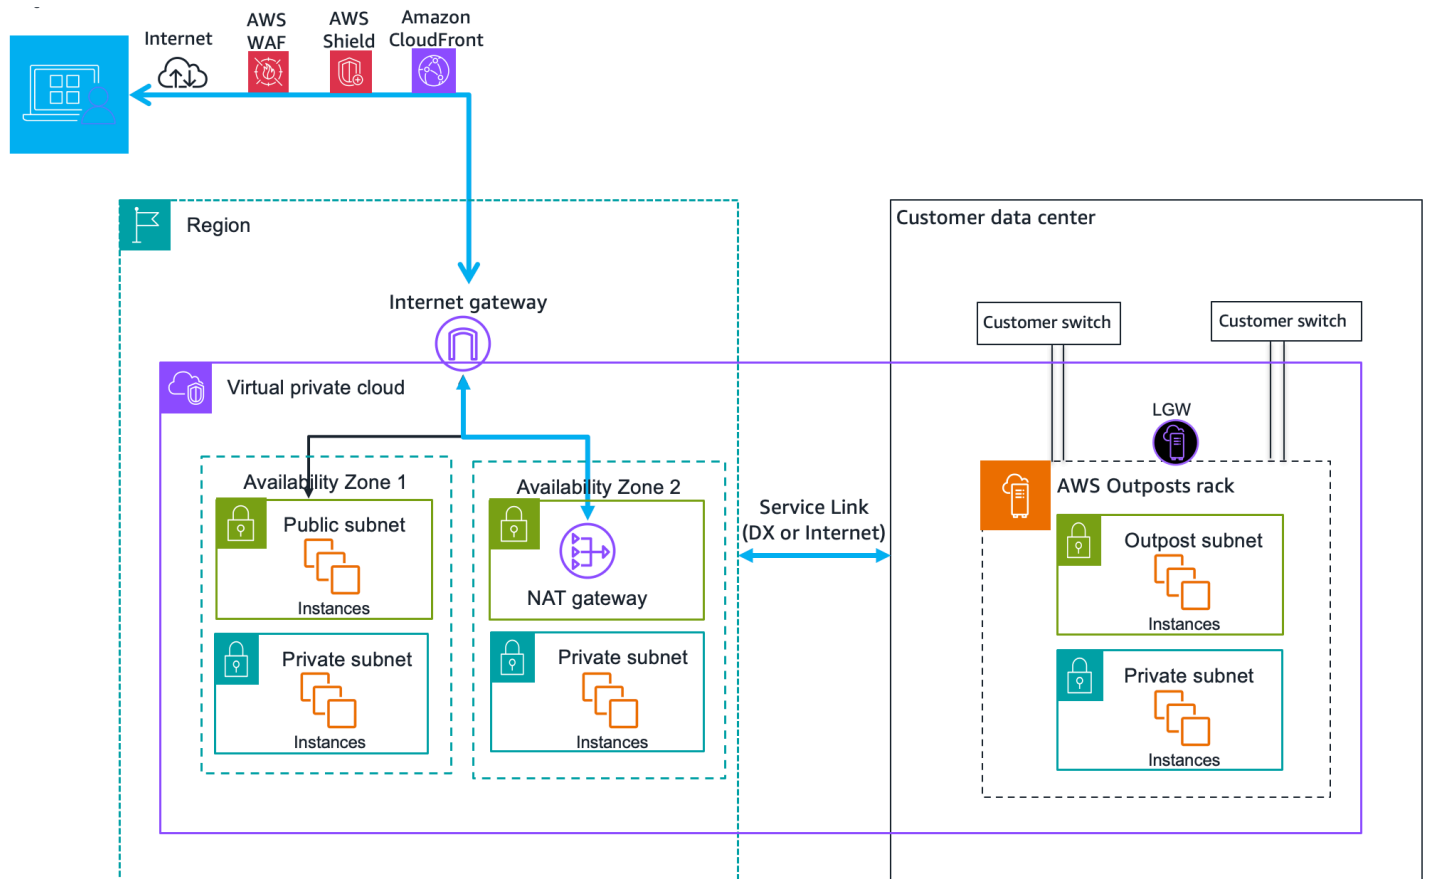 Internet
AWS
WAF
AWS
Shield
Amazon
CloudFront
Region
Internet gateway
Virtual private cloud
Availability Zone 1
Public subnet
Instances
Private subnet
Instances
Availability Zone 2
NAT gateway
Private subnet
Instances
Service Link
(DX or Internet)
Customer data center
Customer switch
Customer switch
LGW
AWS Outposts rack
Outpost subnet
Instances
Private subnet
Instances